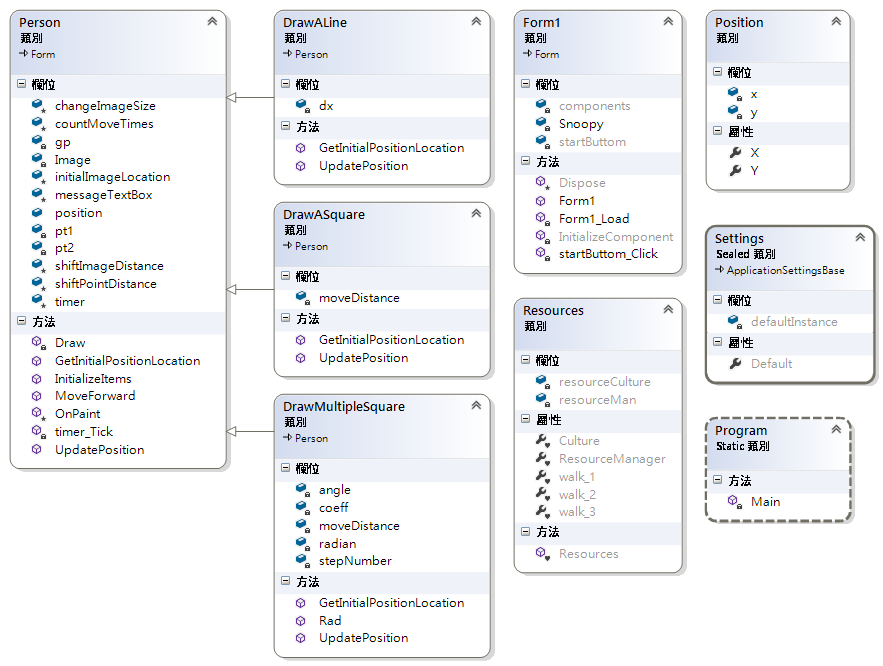 Person
類別
Form
欄位
changeImageSize
countMoveTimes
gp
Image
initialImageLocation
messageTextBox
position
pt1
pt2
shiftImageDistance
shiftPointDistance
timer
方法
Draw
GetInitialPositionLocation
InitializeItems
MoveForward
OnPaint
timer_Tick
UpdatePosition
DrawALine
類別
Person
欄位
dx
方法
GetInitialPositionLocation
UpdatePosition
DrawASquare
類別
Person
欄位
moveDistance
方法
GetInitialPositionLocation
UpdatePosition
DrawMultipleSquare
類別
Person
欄位
angle
coeff
moveDistance
radian
stepNumber
方法
GetInitialPositionLocation
Rad
UpdatePosition
Form1
類別
Form
欄位
components
Snoopy
startButtom
方法
Dispose
Form1
Form1_Load
InitializeComponent
startButtom_Click
Resources
類別
欄位
resourceCulture
resourceMan
屬性
Culture
ResourceManager
walk_1
walk_2
walk_3
方法
Resources
Position
類別
欄位
x
y
屬性
X
Y
Settings
Sealed 類別
ApplicationSettingsBase
欄位
defaultInstance
屬性
Default
Program
Static 類別
方法
Main